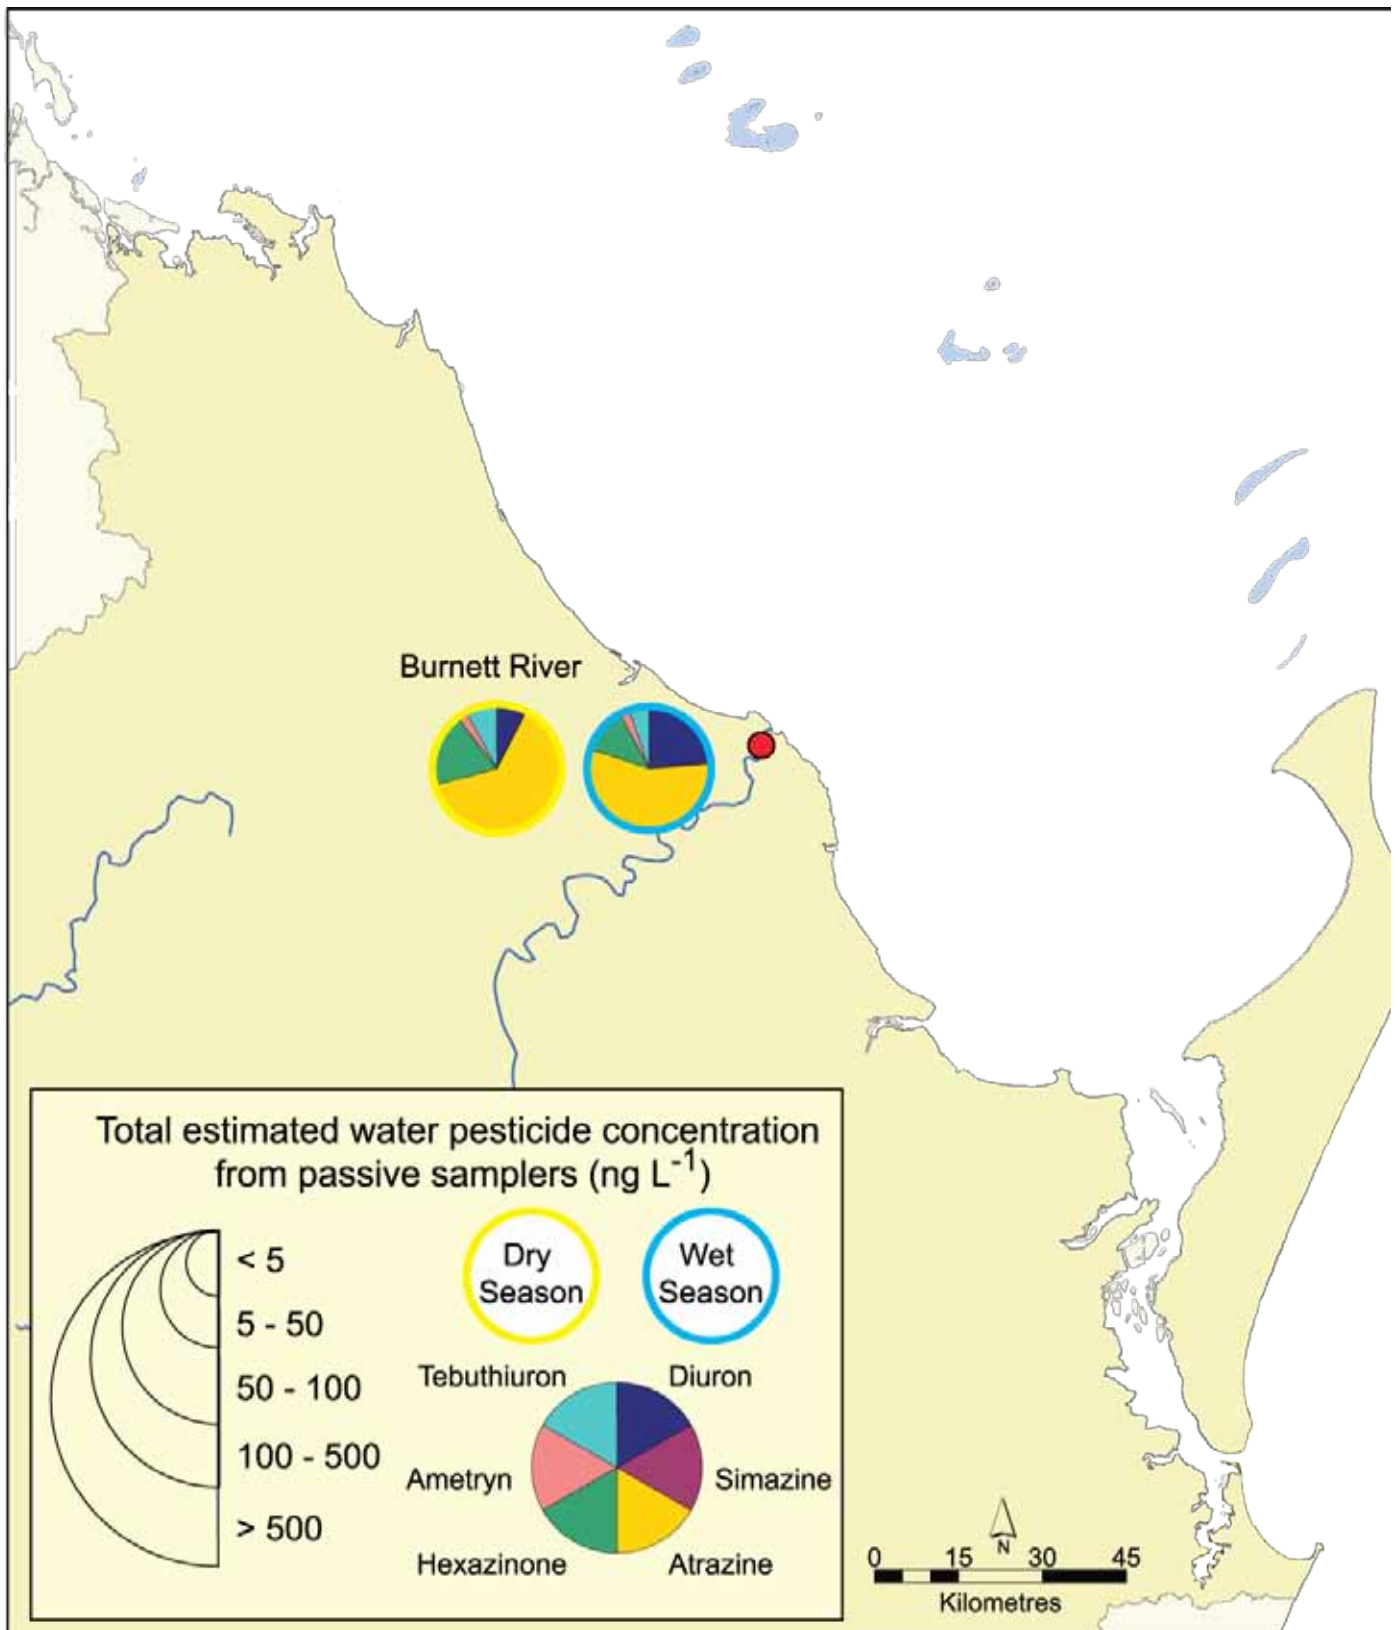 Burnett River
Total estimated water pesticide concentration
from passive samplers (ng L⁻¹)
< 5
5 - 50
50 - 100
100 - 500
> 500
Dry
Season
Wet
Season
Tebuthiuron
Diuron
Ametryn
Simazine
Hexazinone
Atrazine
N
0 15 30 45
Kilometres